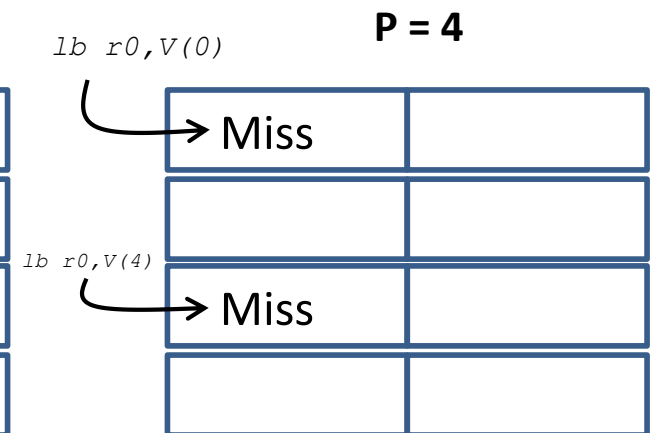 P = 4
lb r0,V(0)
Miss
lb r0,V(4)
Miss